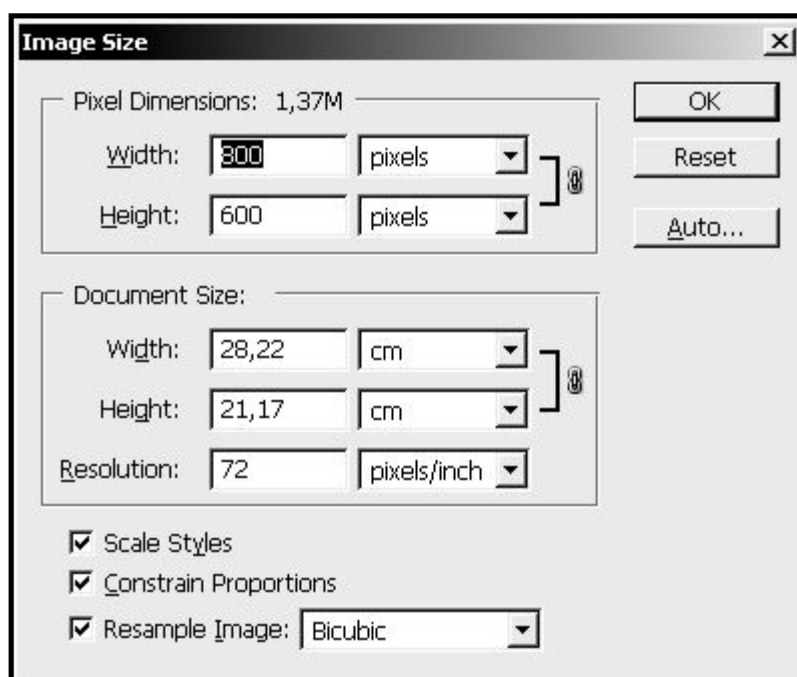 Image Size
Pixel Dimensions: 1,37M
OK
Width: 800 pixels
Reset
Height: 600 pixels
Auto...
Document Size:
Width: 28,22 cm
Height: 21,17 cm
Resolution: 72 pixels/inch
Scale Styles
Constrain Proportions
Resample Image: Bicubic